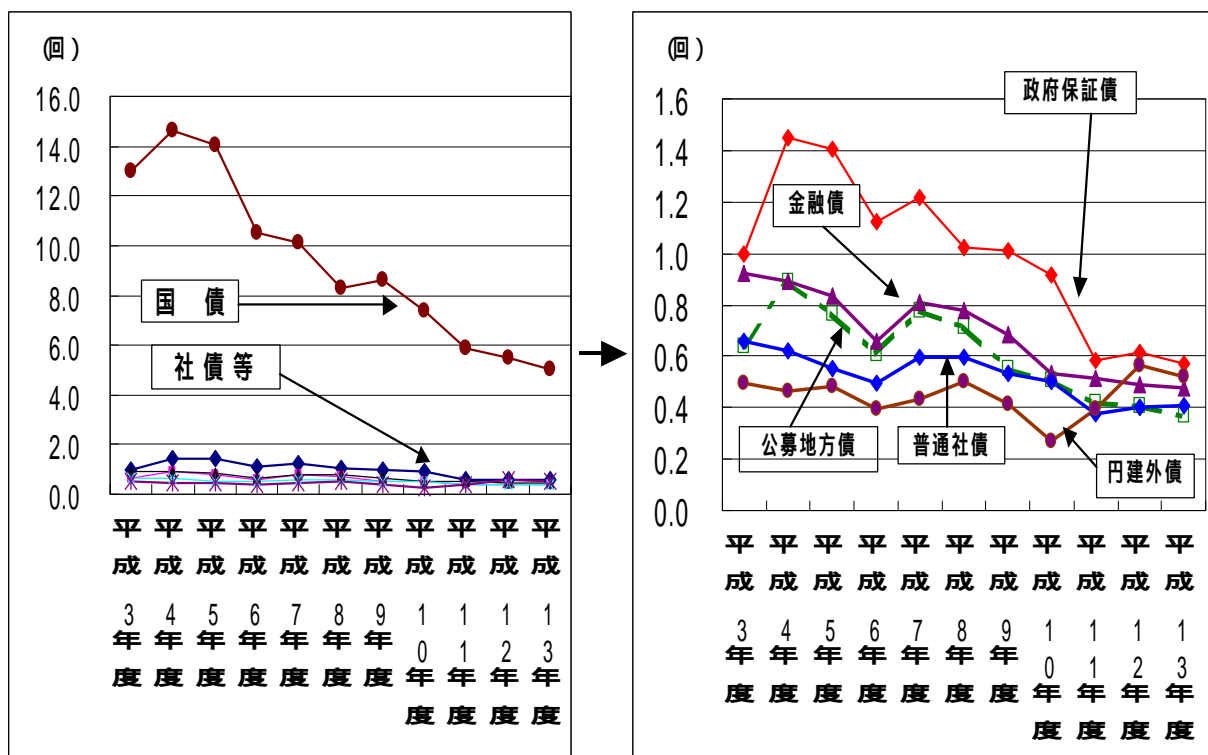 (回)
16.0
14.0
12.0
10.0
8.0
6.0
4.0
2.0
0.0
国債
社債等
平成3年度
平成4年度
平成5年度
平成6年度
平成7年度
平成8年度
平成9年度
平成10年度
平成11年度
平成12年度
平成13年度
(回)
1.6
1.4
1.2
1.0
0.8
0.6
0.4
0.2
0.0
政府保証債
金融債
公募地方債
普通社債
円建外債
平成3年度
平成4年度
平成5年度
平成6年度
平成7年度
平成8年度
平成9年度
平成10年度
平成11年度
平成12年度
平成13年度